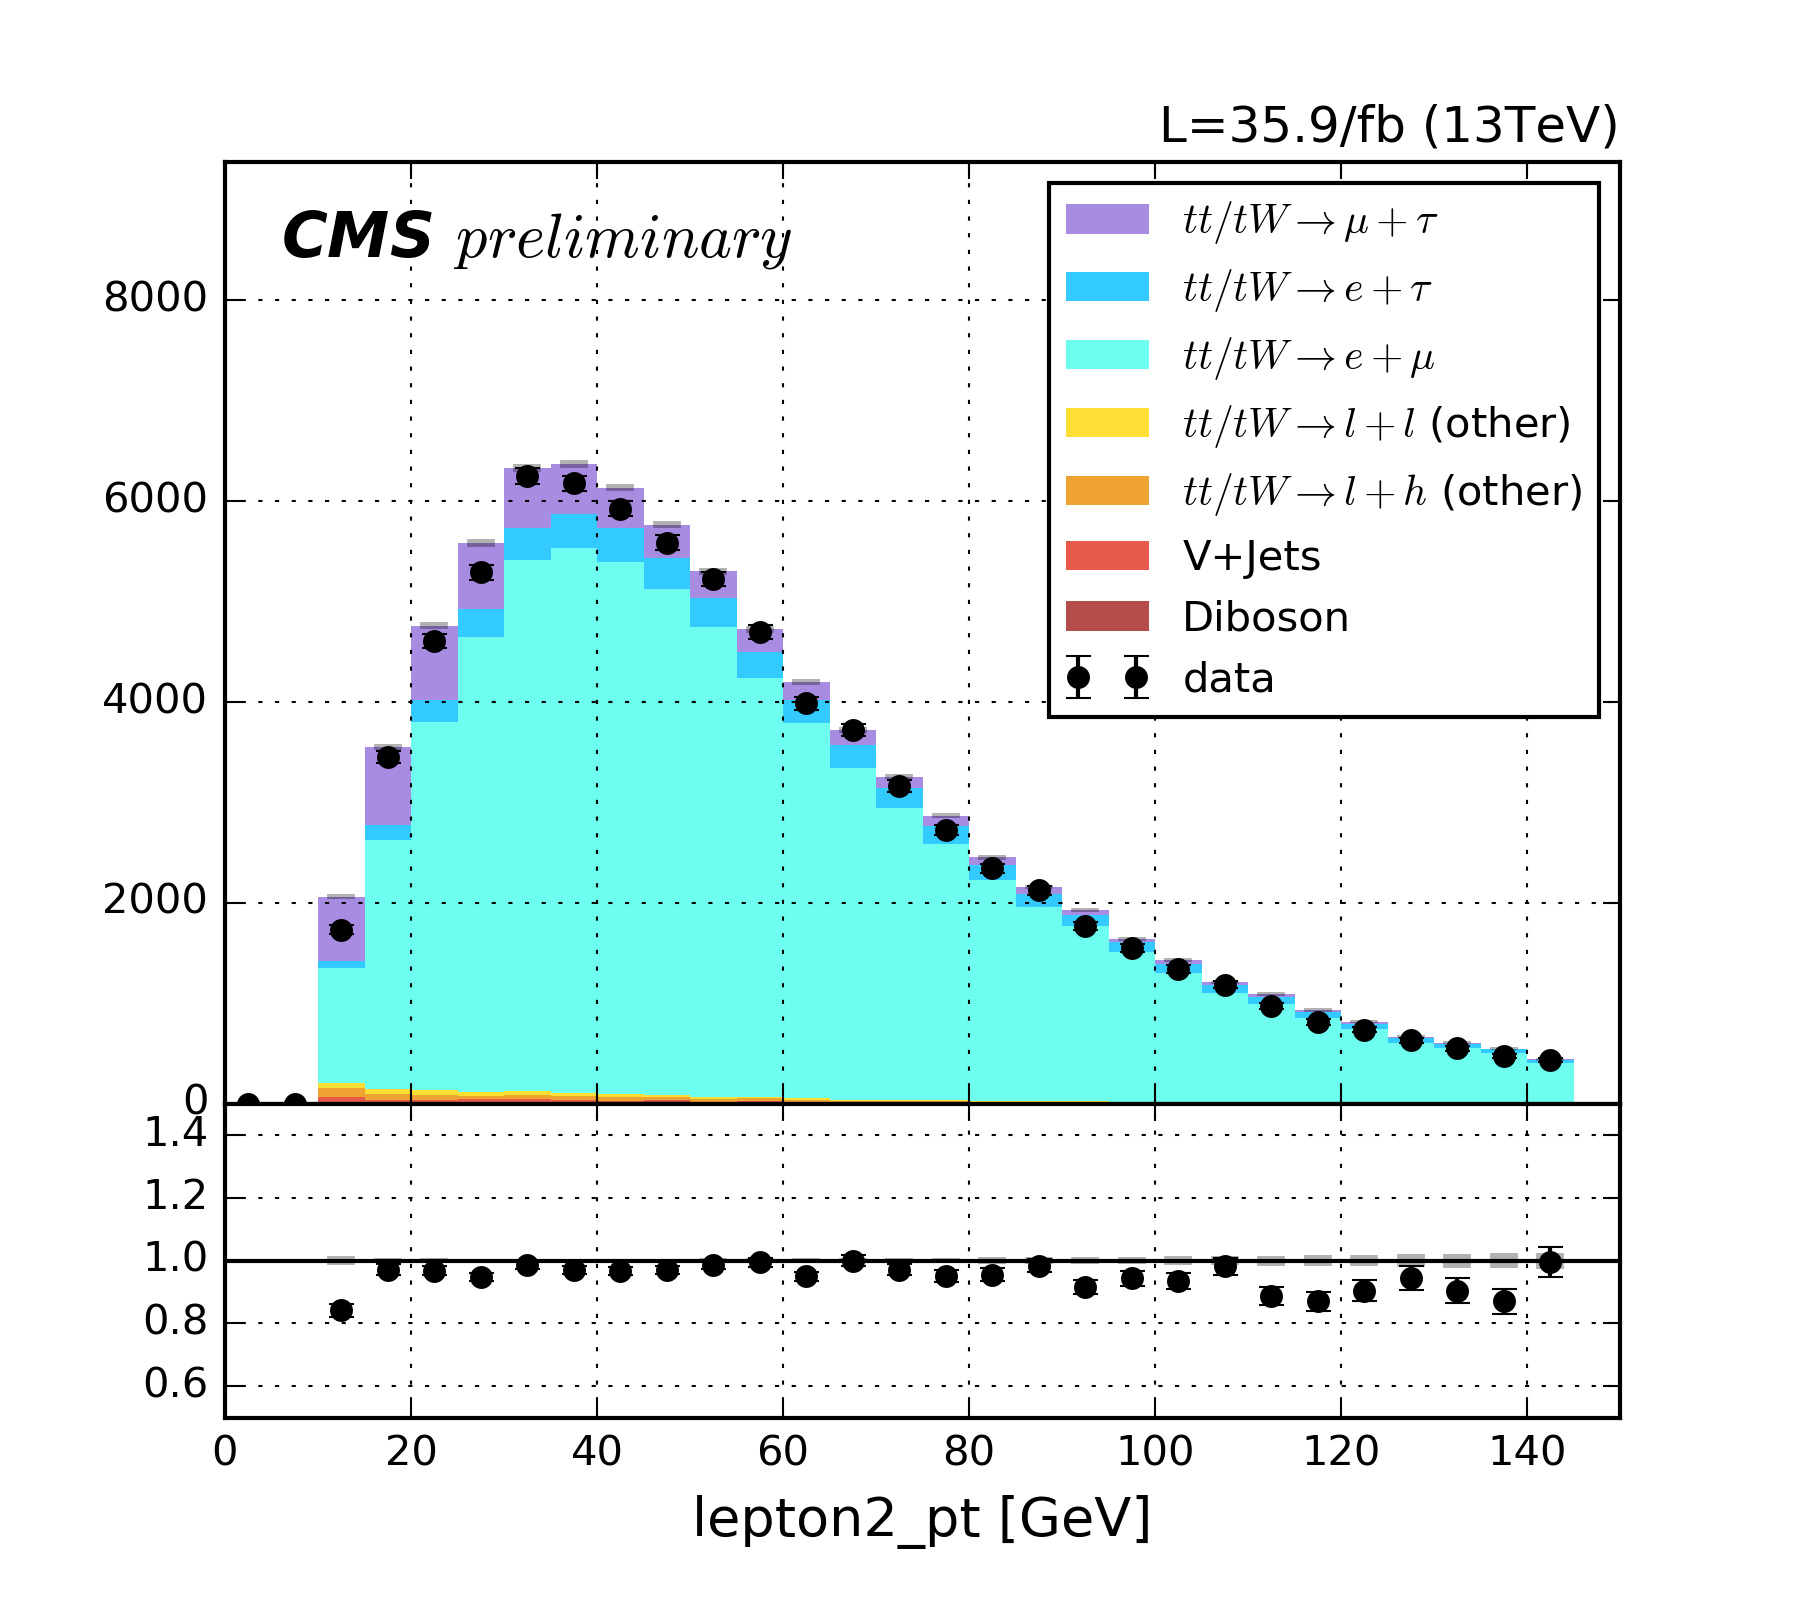 L=35.9/fb (13TeV)
CMS preliminary
tt/tW → μ + τ
tt/tW → e + τ
tt/tW → e + μ
tt/tW → l + l (other)
tt/tW → l + h (other)
V+Jets
Diboson
data
8000
6000
4000
2000
0
1.4
1.2
1.0
0.8
0.6
0 20 40 60 80 100 120 140
lepton2_pt [GeV]